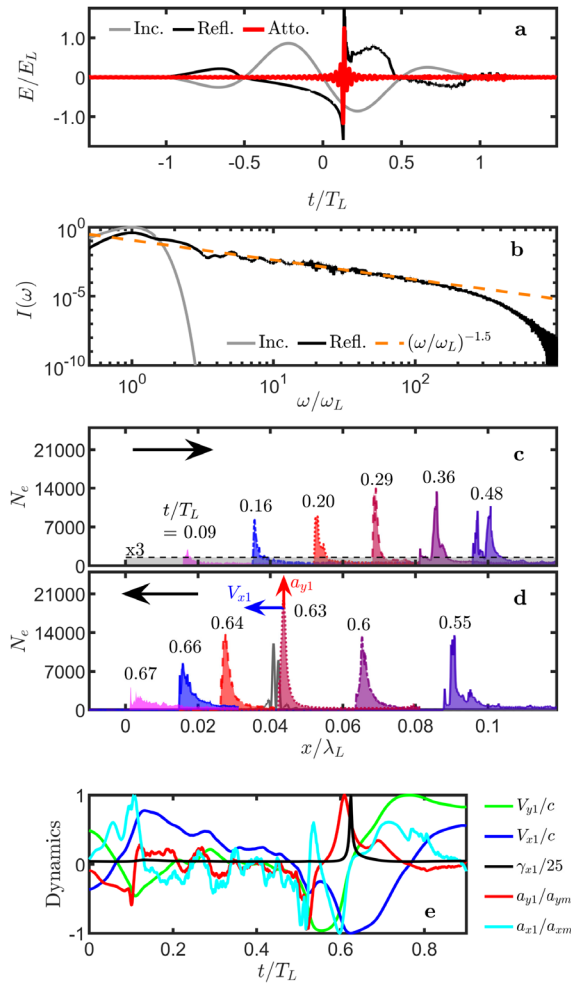 Inc. Refl. Atto. a
E/E_L
1.0
0
-1.0
-1 -0.5 0 0.5 1
t/T_L
10^0
10^-5
10^-10
I(ω)
b
Inc. Refl. (ω/ω_L)^-1.5
10^0 10^1 10^2
ω/ω_L
c
N_e
21000
14000
7000
0
t/T_L
= 0.09
0.16 0.20 0.29 0.36 0.48
x3
d
N_e
21000
14000
7000
0
V_x1 a_y1
0.67 0.66 0.64 0.63 0.6 0.55
0 0.02 0.04 0.06 0.08 0.1
x/λ_L
Dynamics
1
0
-1
e
0 0.2 0.4 0.6 0.8
t/T_L
V_y1/c
V_x1/c
γ_x1/25
a_y1/a_ym
a_x1/a_xm